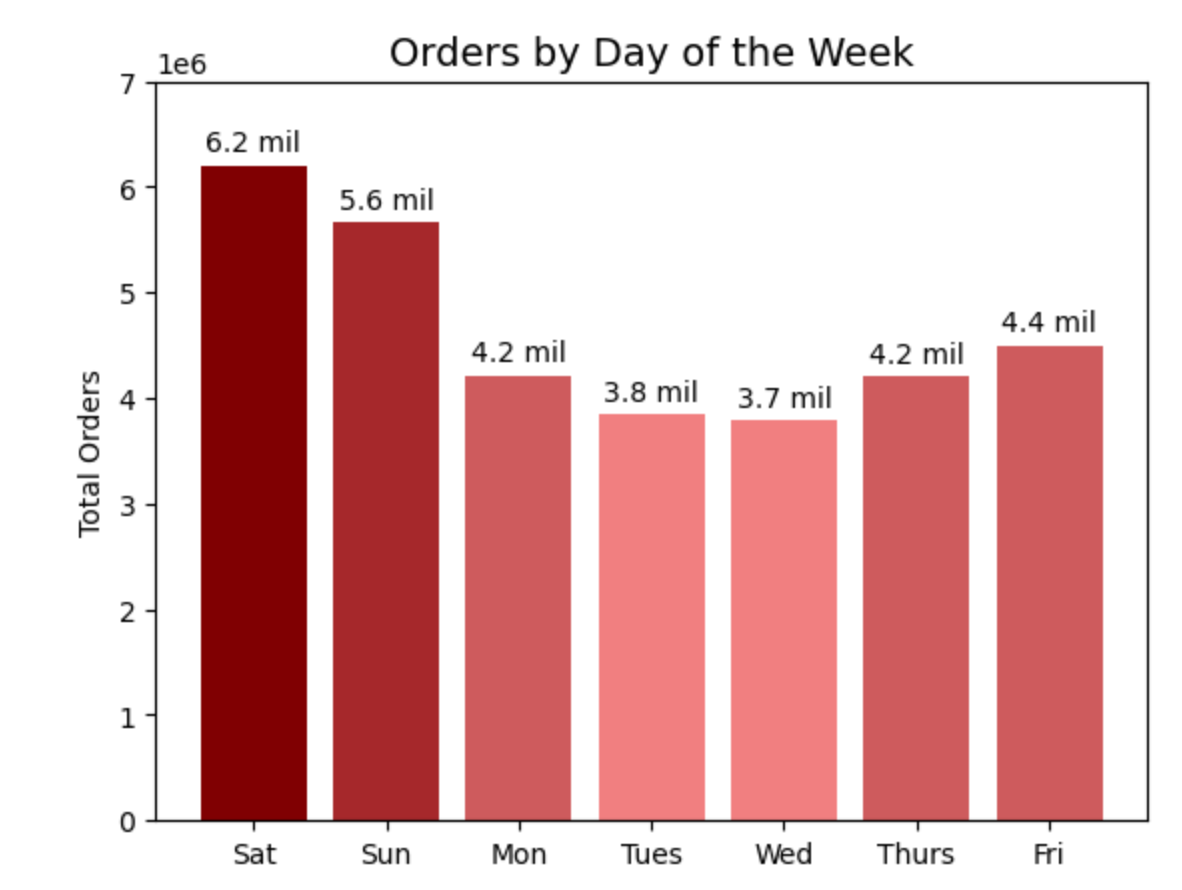 Orders by Day of the Week
1e6
7
6
5
4
3
2
1
0
Total Orders
6.2 mil
5.6 mil
4.2 mil
3.8 mil
3.7 mil
4.2 mil
4.4 mil
Sat Sun Mon Tues Wed Thurs Fri